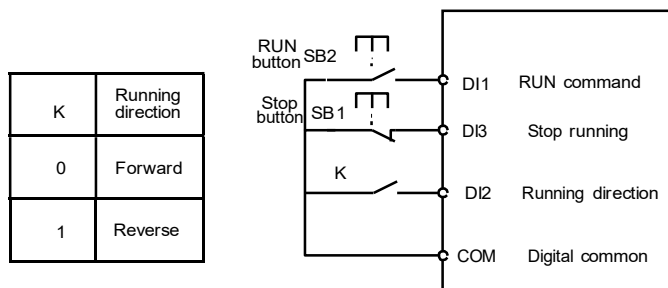 K
Running
direction
0
Forward
1
Reverse
RUN
button
SB2
DI1
RUN command
Stop
button
SB1
DI3
Stop running
K
DI2
Running direction
COM
Digital common